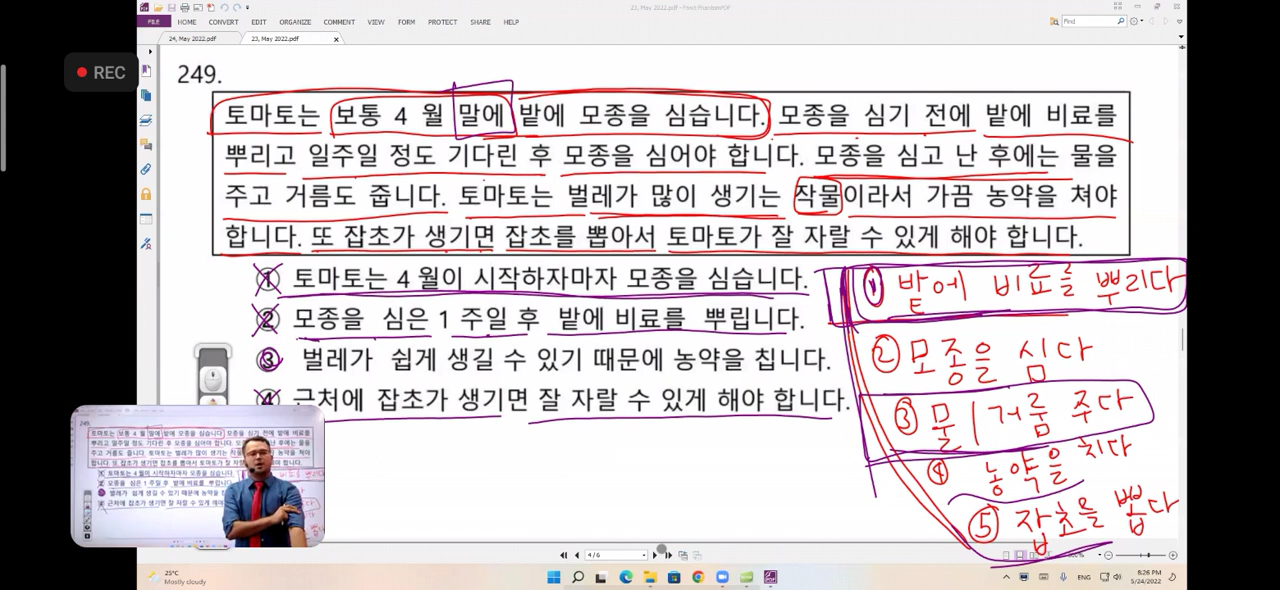 23, May 2022.pdf - Foxit PhantomPDF
FILE HOME CONVERT EDIT ORGANIZE COMMENT VIEW FORM PROTECT SHARE HELP
Find
24, May 2022.pdf 23, May 2022.pdf
REC
249.
토마토는 보통 4 월 말에 밭에 모종을 심습니다. 모종을 심기 전에 밭에 비료를
뿌리고 일주일 정도 기다린 후 모종을 심어야 합니다. 모종을 심고 난 후에는 물을
주고 거름도 줍니다. 토마토는 벌레가 많이 생기는 작물이라서 가끔 농약을 쳐야
합니다. 또 잡초가 생기면 잡초를 뽑아서 토마토가 잘 자랄 수 있게 해야 합니다.
① 토마토는 4 월이 시작하자마자 모종을 심습니다.
② 모종을 심은 1 주일 후 밭에 비료를 뿌립니다.
③ 벌레가 쉽게 생길 수 있기 때문에 농약을 칩니다.
④ 근처에 잡초가 생기면 잘 자랄 수 있게 해야 합니다.
① 밭에 비료를 뿌리다
② 모종을 심다
③ 물/거름 주다
④ 농약을 치다
⑤ 잡초를 뽑다
4 / 6
25°C
Mostly cloudy
ENG
8:26 PM
5/24/2022